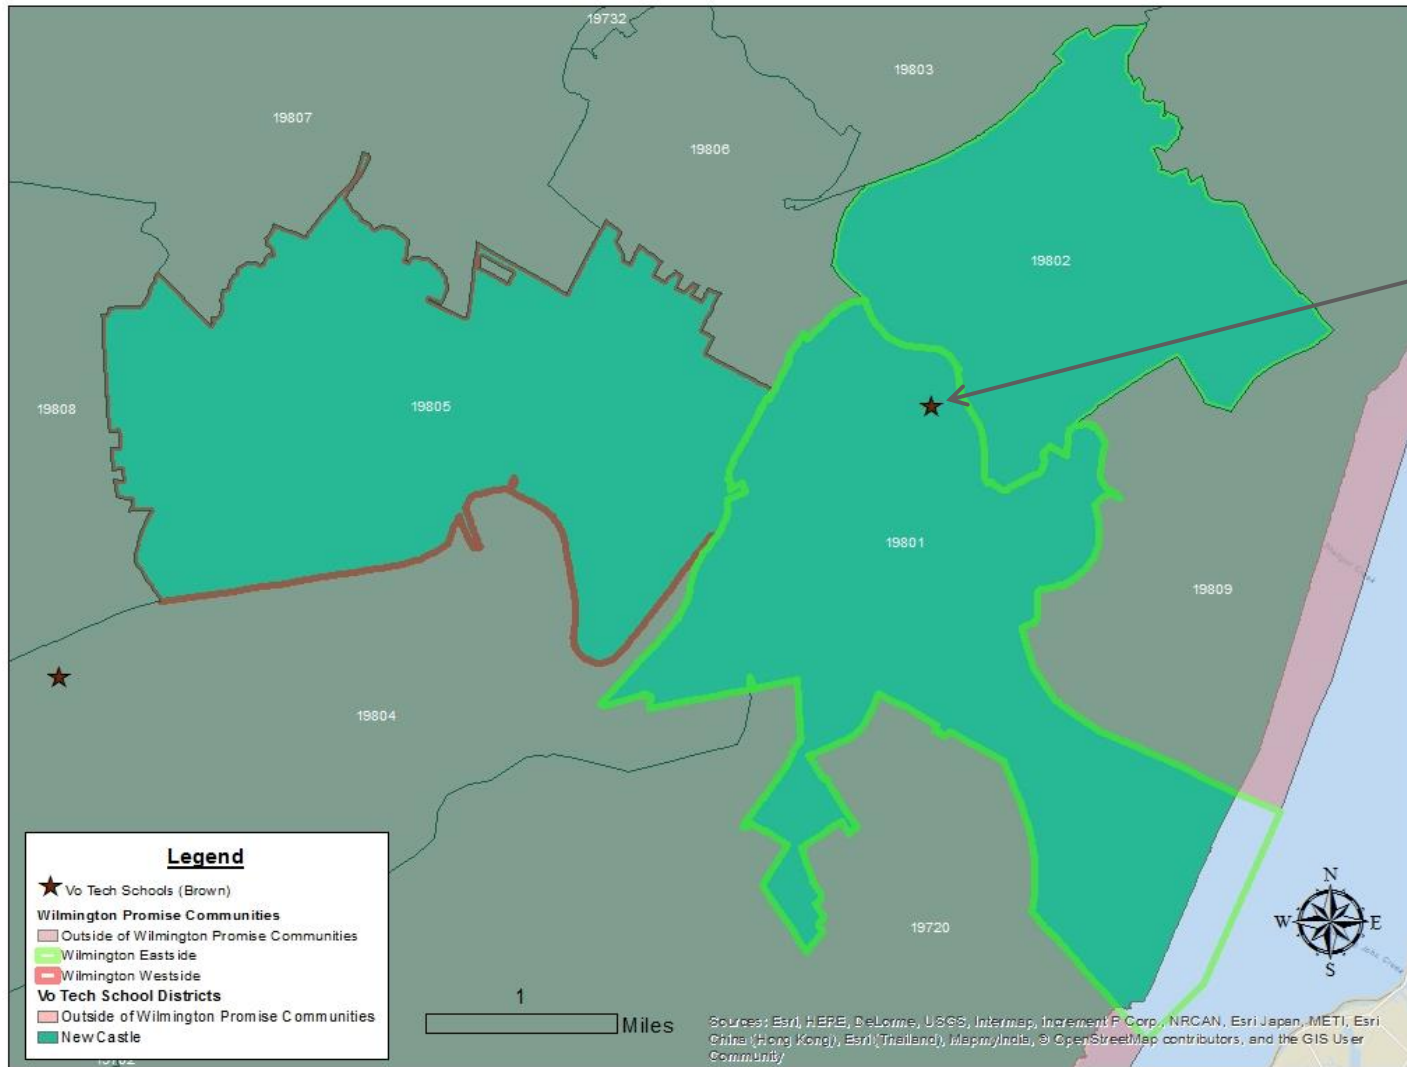 19732
19803
19807
19806
19802
19808
19805
19801
19809
19804
19720
Legend
Vo Tech Schools (Brown)
Wilmington Promise Communities
Outside of Wilmington Promise Communities
Wilmington Eastside
Wilmington Westside
Vo Tech School Districts
Outside of Wilmington Promise Communities
New Castle
1
Miles
N
W E
S
Sources: Esri, HERE, DeLorme, USGS, Intermap, increment P Corp., NRCAN, Esri Japan, METI, Esri
China (Hong Kong), Esri (Thailand), MapmyIndia, © OpenStreetMap contributors, and the GIS User
Community